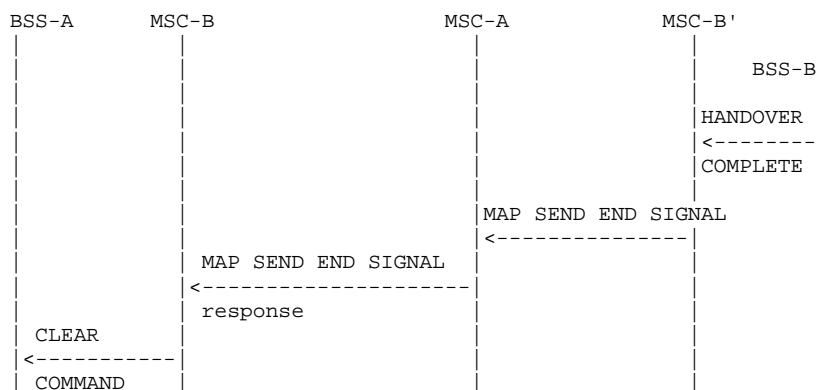 BSS-A MSC-B MSC-A MSC-B'
BSS-B
HANDOVER
COMPLETE
MAP SEND END SIGNAL
MAP SEND END SIGNAL
response
CLEAR
COMMAND